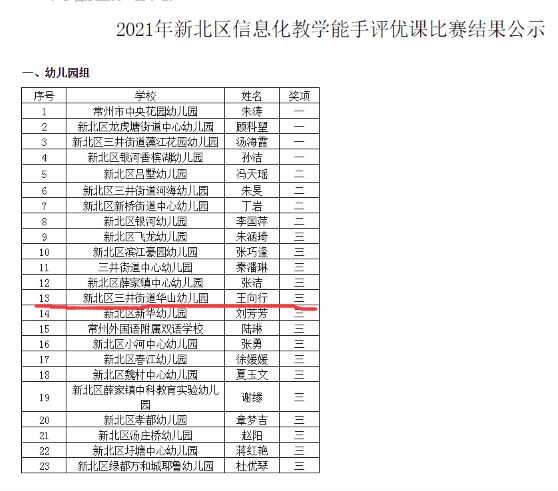 2021年新北区信息化教学能手评优课比赛结果公示
一、幼儿园组
序号 学校 姓名 奖项
1 常州市中央花园幼儿园 朱涛 一
2 新北区龙虎塘街道中心幼儿园 顾科望 一
3 新北区三井街道藻江花园幼儿园 汤海霞 一
4 新北区银河香槟湖幼儿园 孙洁 一
5 新北区吕墅幼儿园 冯天瑶 二
6 新北区三井街道河海幼儿园 朱旻 二
7 新北区新桥街道中心幼儿园 丁岩 二
8 新北区银河幼儿园 李国萍 二
9 新北区飞龙幼儿园 朱涵琦 三
10 新北区滨江豪园幼儿园 张巧逢 三
11 三井街道中心幼儿园 秦潘琳 三
12 新北区薛家镇中心幼儿园 张洁 三
13 新北区三井街道华山幼儿园 王向行 三
14 新北区新华幼儿园 刘芳芳 三
15 常州外国语附属双语学校 陆琳 三
16 新北区小河中心幼儿园 张勇 三
17 新北区春江幼儿园 徐媛媛 三
18 新北区魏村中心幼儿园 夏玉文 三
19 新北区薛家镇中科教育实验幼儿
园 谢缘 三
20 新北区孝都幼儿园 章梦吉 三
21 新北区汤庄桥幼儿园 赵阳 三
22 新北区圩塘中心幼儿园 蒋红艳 三
23 新北区绿都万和城耶鲁幼儿园 杜优琴 三